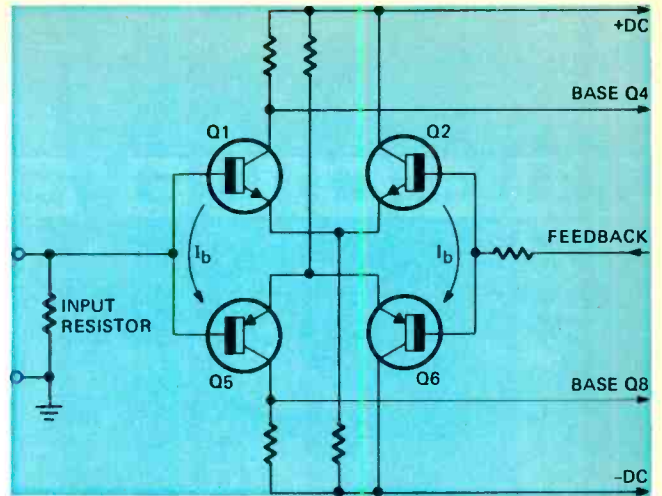 +DC
BASE Q4
Q1
Q2
FEEDBACK
Ib
Ib
INPUT
RESISTOR
Q5
Q6
BASE Q8
-DC